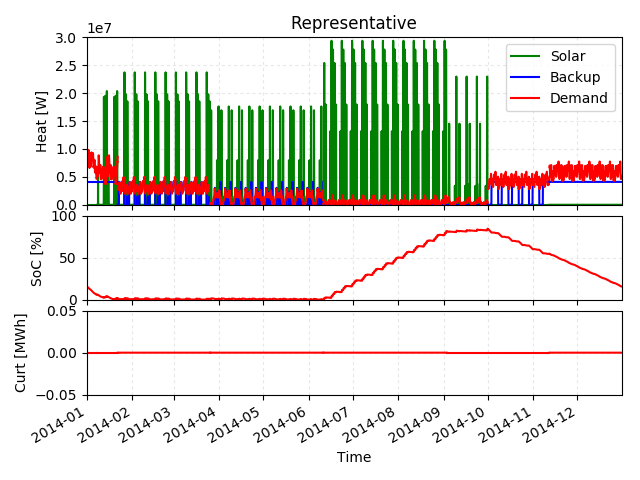 Representative
1e7
3.0
2.5
2.0
1.5
1.0
0.5
0.0
Heat [W]
Solar
Backup
Demand
100
50
0
SoC [%]
0.05
0.00
−0.05
Curt [MWh]
2014-01
2014-02
2014-03
2014-04
2014-05
2014-06
2014-07
2014-08
2014-09
2014-10
2014-11
2014-12
Time